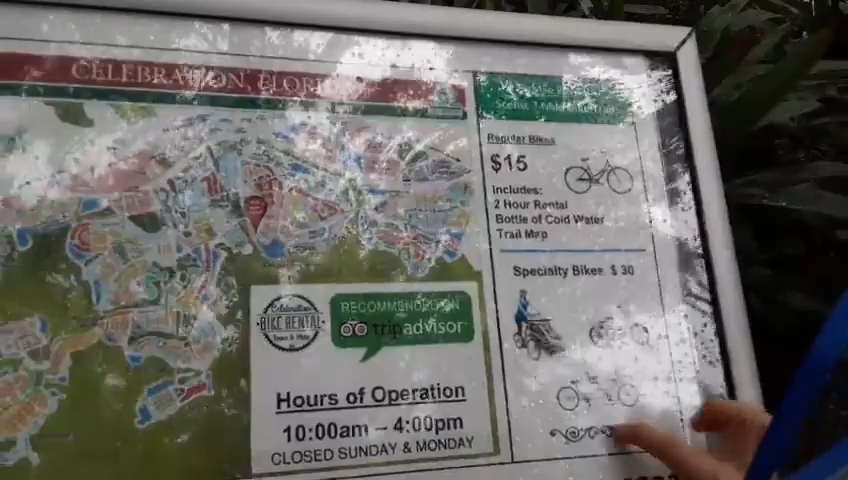 CELEBRATION, FLORIDA
Regular Bikes
$15
Includes:
2 Hour Rental
Bottle of Cold Water
Trail Map
Specialty Bikes $ 30
Celebration
BIKE RENTAL
RECOMMENDED ON
tripadvisor
Hours of Operation
10:00am – 4:00pm
CLOSED SUNDAY & MONDAY